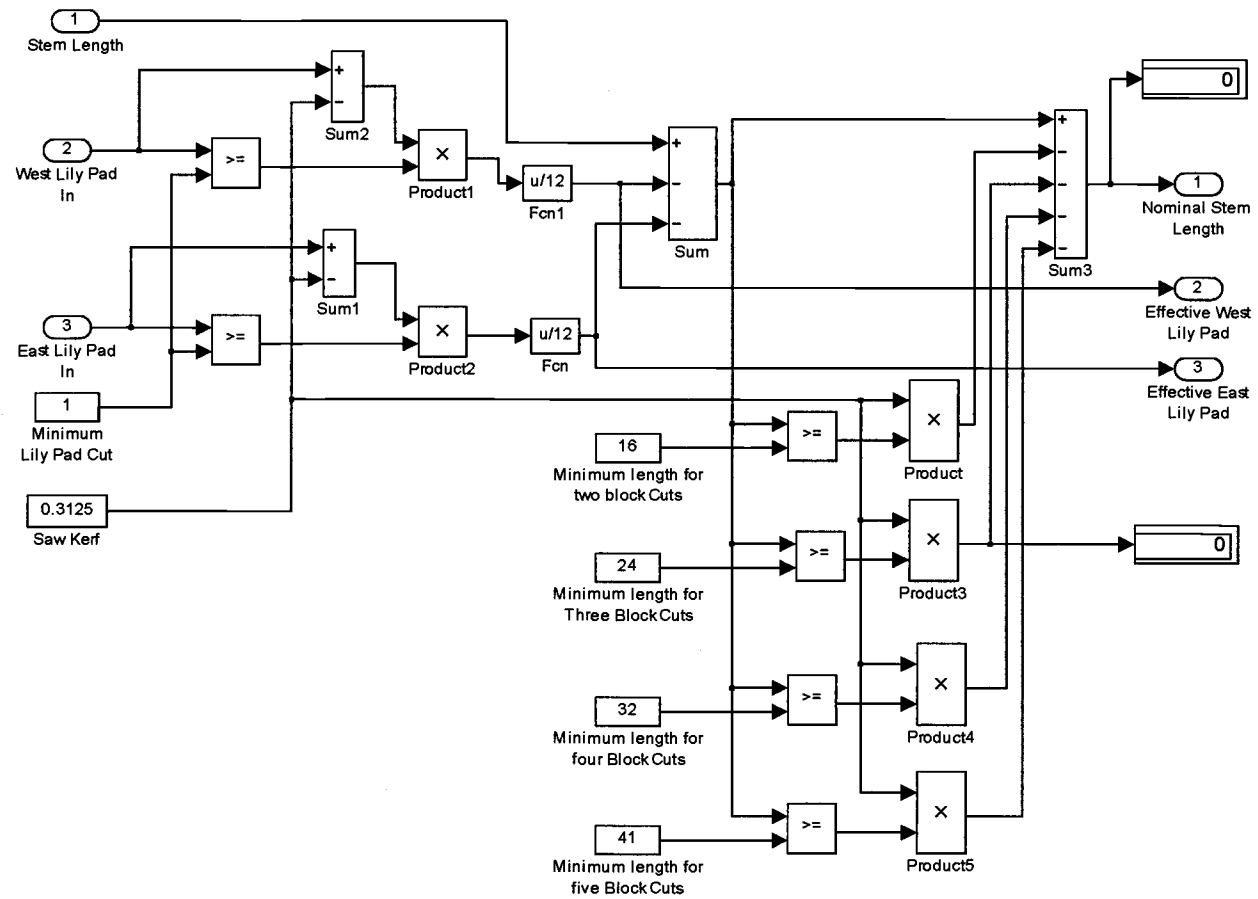 1
Stem Length
+
−
Sum2
0
2
West Lily Pad
In
>=
×
Product1
u/12
Fcn1
+
−
−
Sum
+
−
−
−
−
Sum3
1
Nominal Stem
Length
+
−
Sum1
2
Effective West
Lily Pad
3
East Lily Pad
In
>=
×
Product2
u/12
Fcn
3
Effective East
Lily Pad
1
Minimum
Lily Pad Cut
16
Minimum length for
two block Cuts
>=
×
Product
0.3125
Saw Kerf
24
Minimum length for
Three Block Cuts
>=
×
Product3
0
32
Minimum length for
four Block Cuts
>=
×
Product4
41
Minimum length for
five Block Cuts
>=
×
Product5